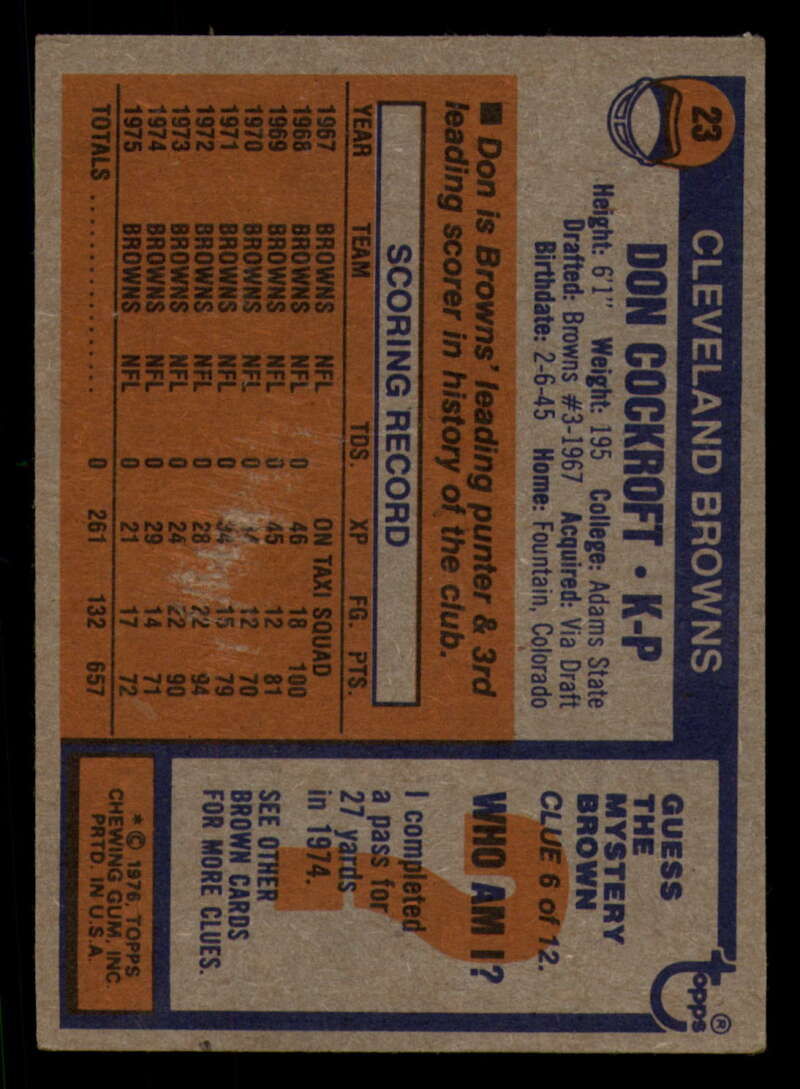 23
CLEVELAND BROWNS
DON COCKROFT • K-P
Height: 6'1" Weight: 195 College: Adams State
Drafted: Browns #3-1967 Acquired: Via Draft
Birthdate: 2-6-45 Home: Fountain, Colorado
■ Don is Browns' leading punter & 3rd
leading scorer in history of the club.
SCORING RECORD
YEAR TEAM TDS. XP FG. PTS.
1967 BROWNS NFL ON TAXI SQUAD
1968 BROWNS NFL 0 46 18 100
1969 BROWNS NFL 0 45 12 81
1970 BROWNS NFL 0 12 70
1971 BROWNS NFL 0 34 15 79
1972 BROWNS NFL 0 28 22 94
1973 BROWNS NFL 0 24 22 90
1974 BROWNS NFL 0 29 14 71
1975 BROWNS NFL 0 21 17 72
TOTALS .................... 0 261 132 657
topps®
GUESS
THE
MYSTERY
BROWN
CLUE 6 of 12.
WHO AM I?
I completed
a pass for
27 yards
in 1974.
SEE OTHER
BROWN CARDS
FOR MORE CLUES.
* © 1976, TOPPS
CHEWING GUM, INC.
PRTD. IN U.S.A.